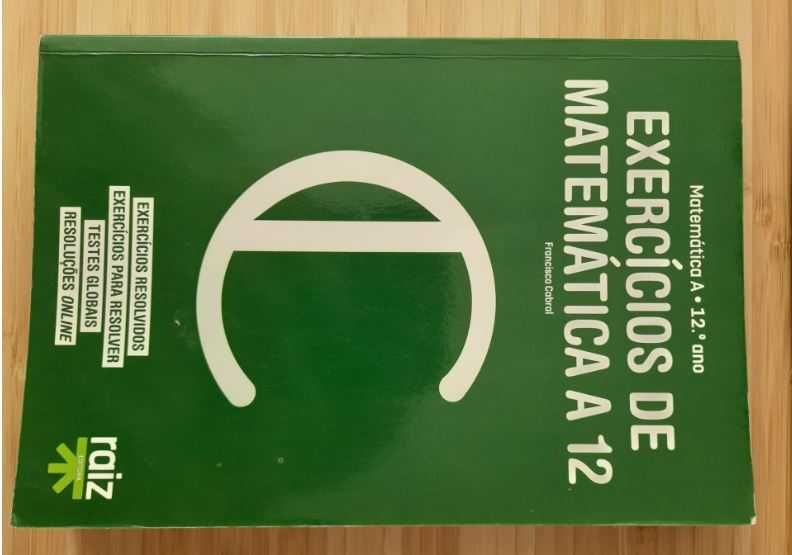 Matemática A • 12.º ano
EXERCÍCIOS DE
MATEMÁTICA A 12
Francisco Cabral
EXERCÍCIOS RESOLVIDOS
EXERCÍCIOS PARA RESOLVER
TESTES GLOBAIS
RESOLUÇÕES ONLINE
raiz
EDITORA